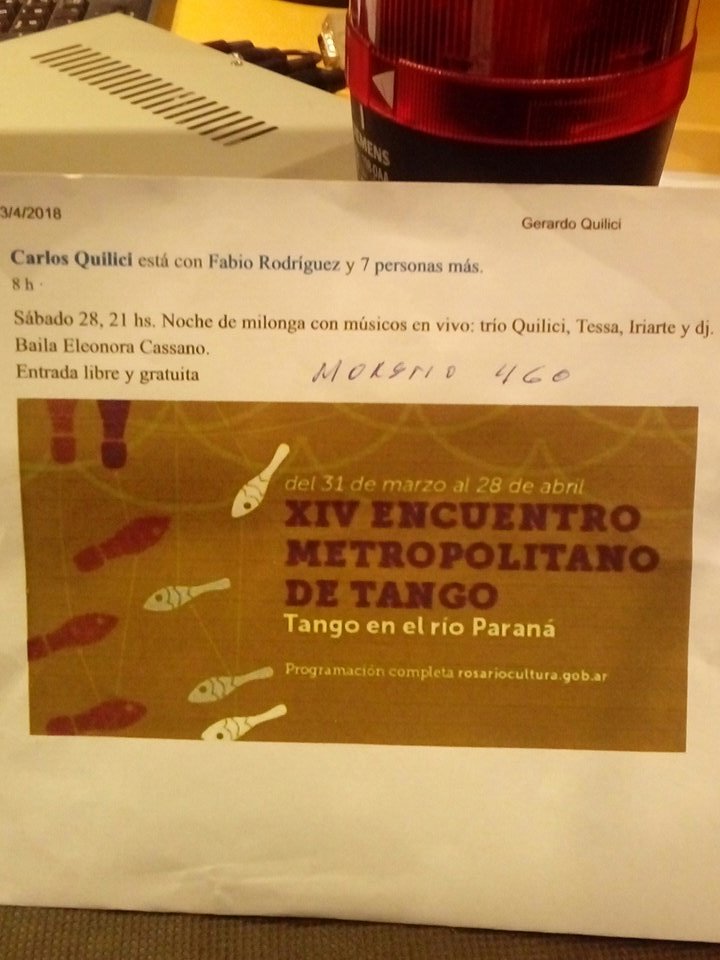 3/4/2018
Gerardo Quilici
Carlos Quilici está con Fabio Rodríguez y 7 personas más.
8 h ·
Sábado 28, 21 hs. Noche de milonga con músicos en vivo: trío Quilici, Tessa, Iriarte y dj.
Baila Eleonora Cassano.
Entrada libre y gratuita
MORENO 460
del 31 de marzo al 28 de abril
XIV ENCUENTRO
METROPOLITANO
DE TANGO
Tango en el río Paraná
Programación completa rosariocultura.gob.ar